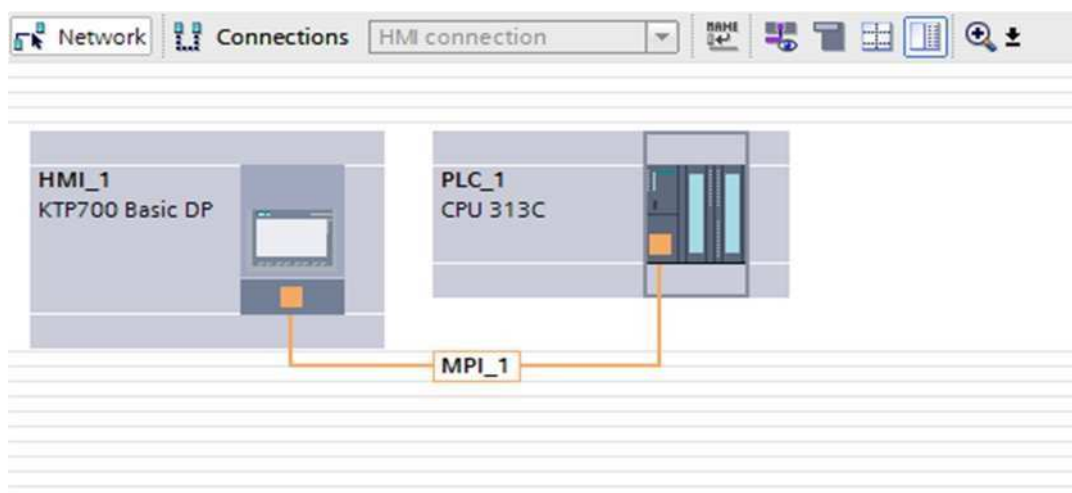 Network Connections HMI connection
HMI_1
KTP700 Basic DP
PLC_1
CPU 313C
MPI_1